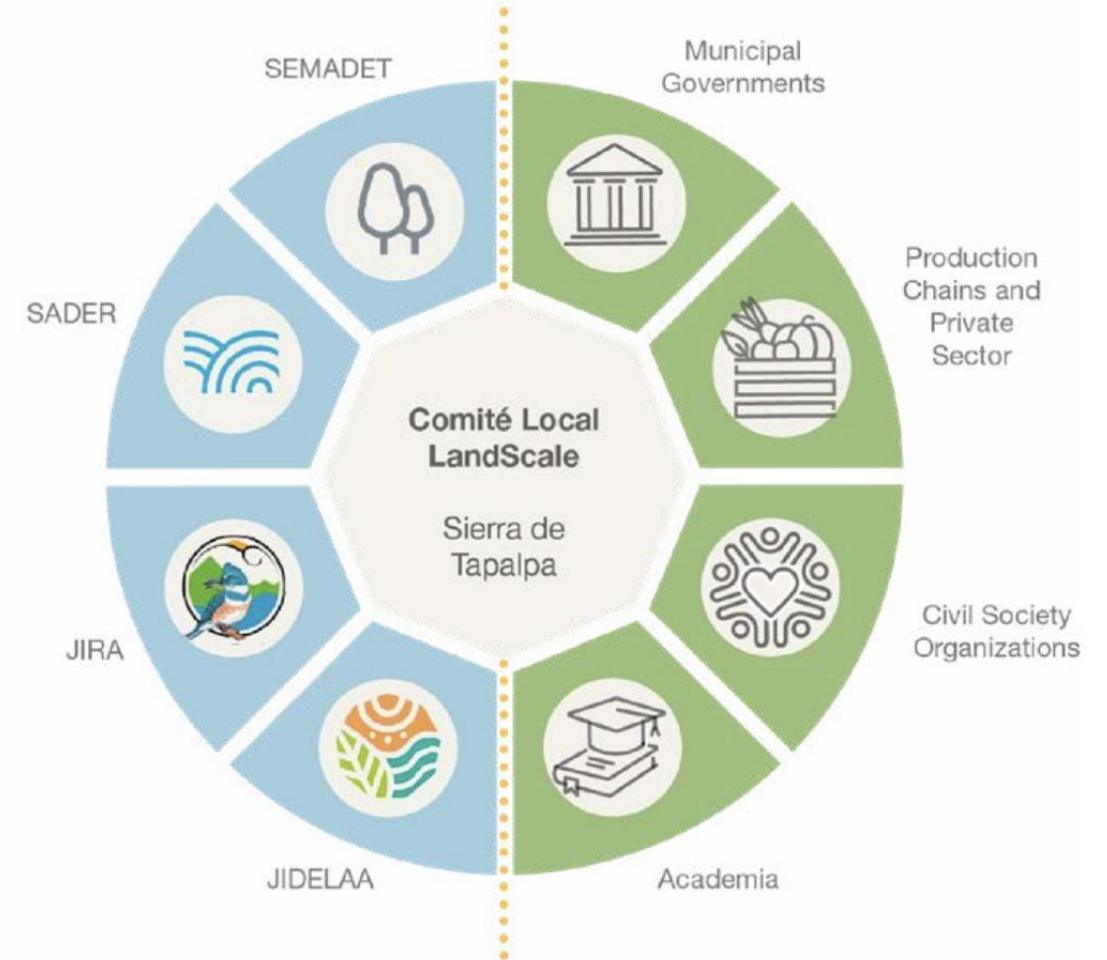 SEMADET
Municipal
Governments
SADER
Production
Chains and
Private
Sector
Comité Local
LandScale
Sierra de
Tapalpa
JIRA
Civil Society
Organizations
JIDELAA
Academia